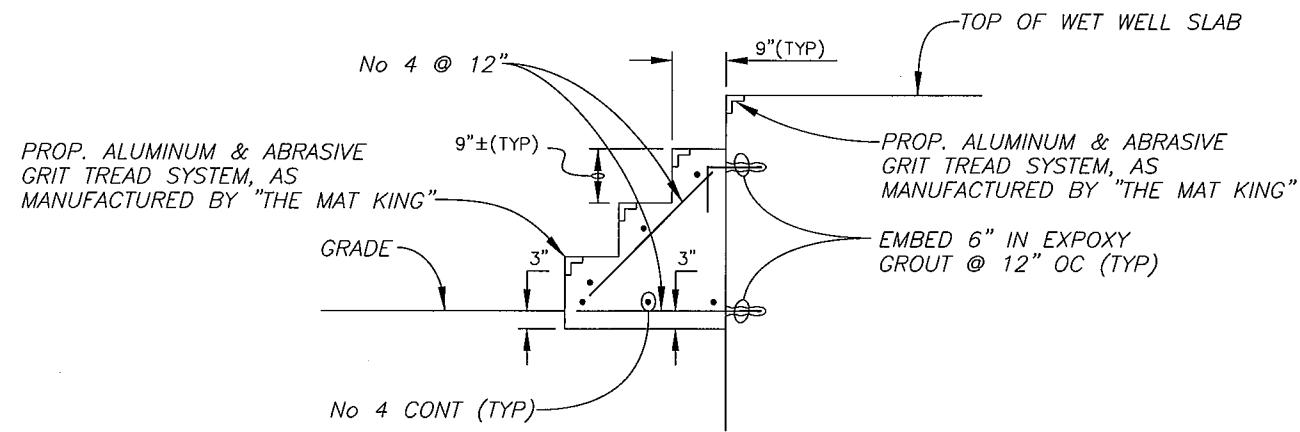 TOP OF WET WELL SLAB
9"(TYP)
No 4 @ 12"
PROP. ALUMINUM & ABRASIVE
GRIT TREAD SYSTEM, AS
MANUFACTURED BY "THE MAT KING"
9"±(TYP)
PROP. ALUMINUM & ABRASIVE
GRIT TREAD SYSTEM, AS
MANUFACTURED BY "THE MAT KING"
GRADE
3"
3"
EMBED 6" IN EXPOXY
GROUT @ 12" OC (TYP)
No 4 CONT (TYP)